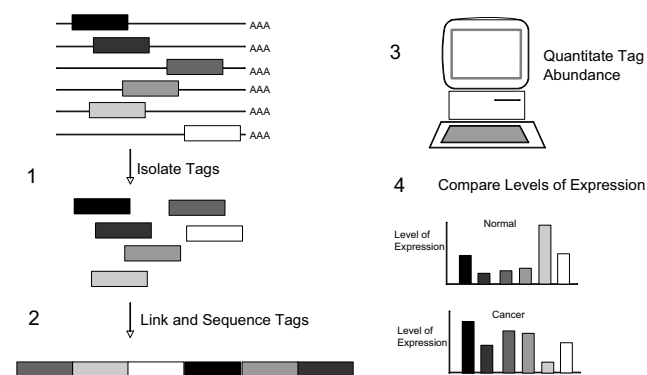 AAA
AAA
AAA
AAA
AAA
AAA
1
Isolate Tags
2
Link and Sequence Tags
3
Quantitate Tag
Abundance
4
Compare Levels of Expression
Normal
Level of
Expression
Cancer
Level of
Expression